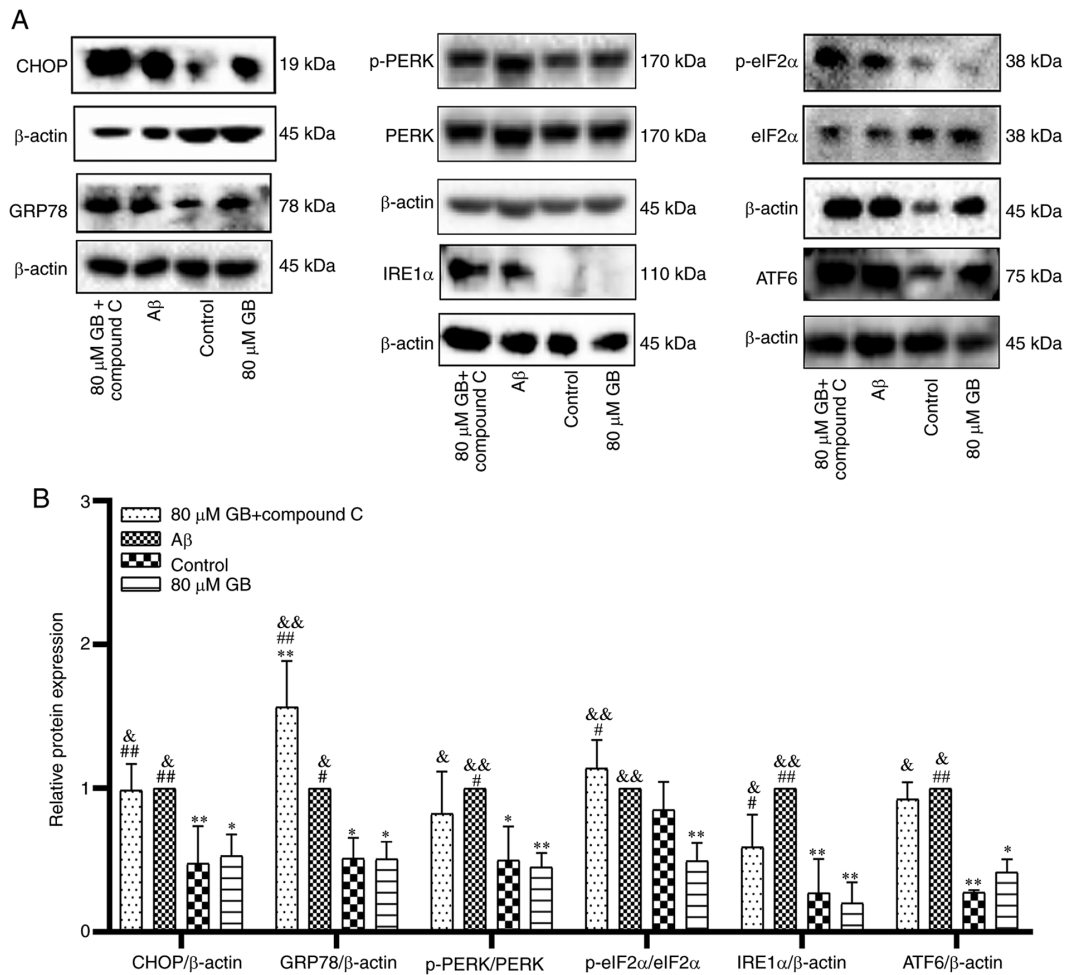 A
CHOP
19 kDa
β-actin
45 kDa
GRP78
78 kDa
β-actin
45 kDa
80 μM GB +
compound C
Aβ
Control
80 μM GB
p-PERK
170 kDa
PERK
170 kDa
β-actin
45 kDa
IRE1α
110 kDa
β-actin
45 kDa
80 μM GB+
compound C
Aβ
Control
80 μM GB
p-eIF2α
38 kDa
eIF2α
38 kDa
β-actin
45 kDa
ATF6
75 kDa
β-actin
45 kDa
80 μM GB+
compound C
Aβ
Control
80 μM GB
B
Relative protein expression
3
2
1
0
80 μM GB+compound C
Aβ
Control
80 μM GB
&
##
&
##
**
*
&&
##
**
&
#
*
*
&
&&
#
*
**
&&
#
&&
**
&
#
&&
##
**
**
&
&
##
**
*
CHOP/β-actin
GRP78/β-actin
p-PERK/PERK
p-eIF2α/eIF2α
IRE1α/β-actin
ATF6/β-actin